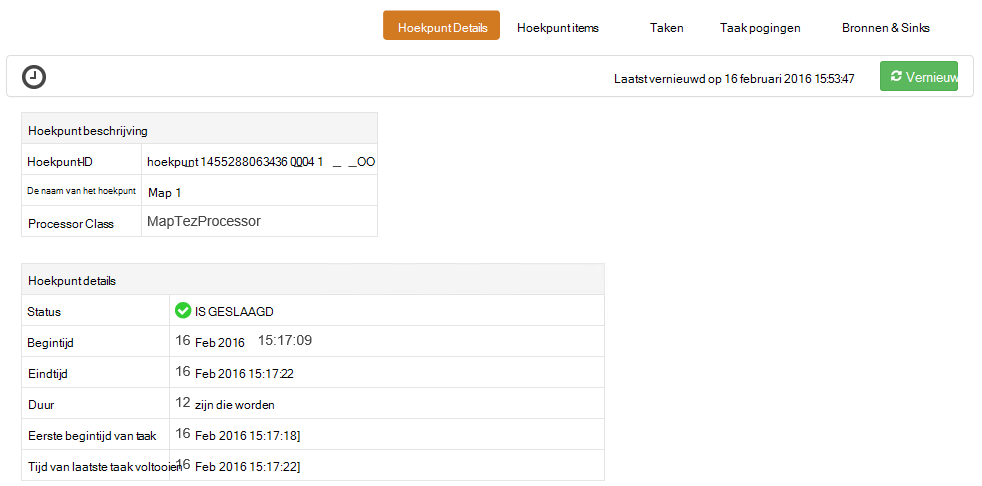 Hoekpunt Details Hoekpunt items Taken Taak pogingen Bronnen & Sinks
Laatst vernieuwd op 16 februari 2016 15:53:47 Vernieuw
Hoekpunt beschrijving
Hoekpunt-ID hoekpunt 1455288063436 0004 1 _ _OO
De naam van het hoekpunt Map 1
Processor Class MapTezProcessor
Hoekpunt details
Status IS GESLAAGD
Begintijd 16 Feb 2016 15:17:09
Eindtijd 16 Feb 2016 15:17:22
Duur 12 zijn die worden
Eerste begintijd van taak 16 Feb 2016 15:17:18]
Tijd van laatste taak voltooien 16 Feb 2016 15:17:22]